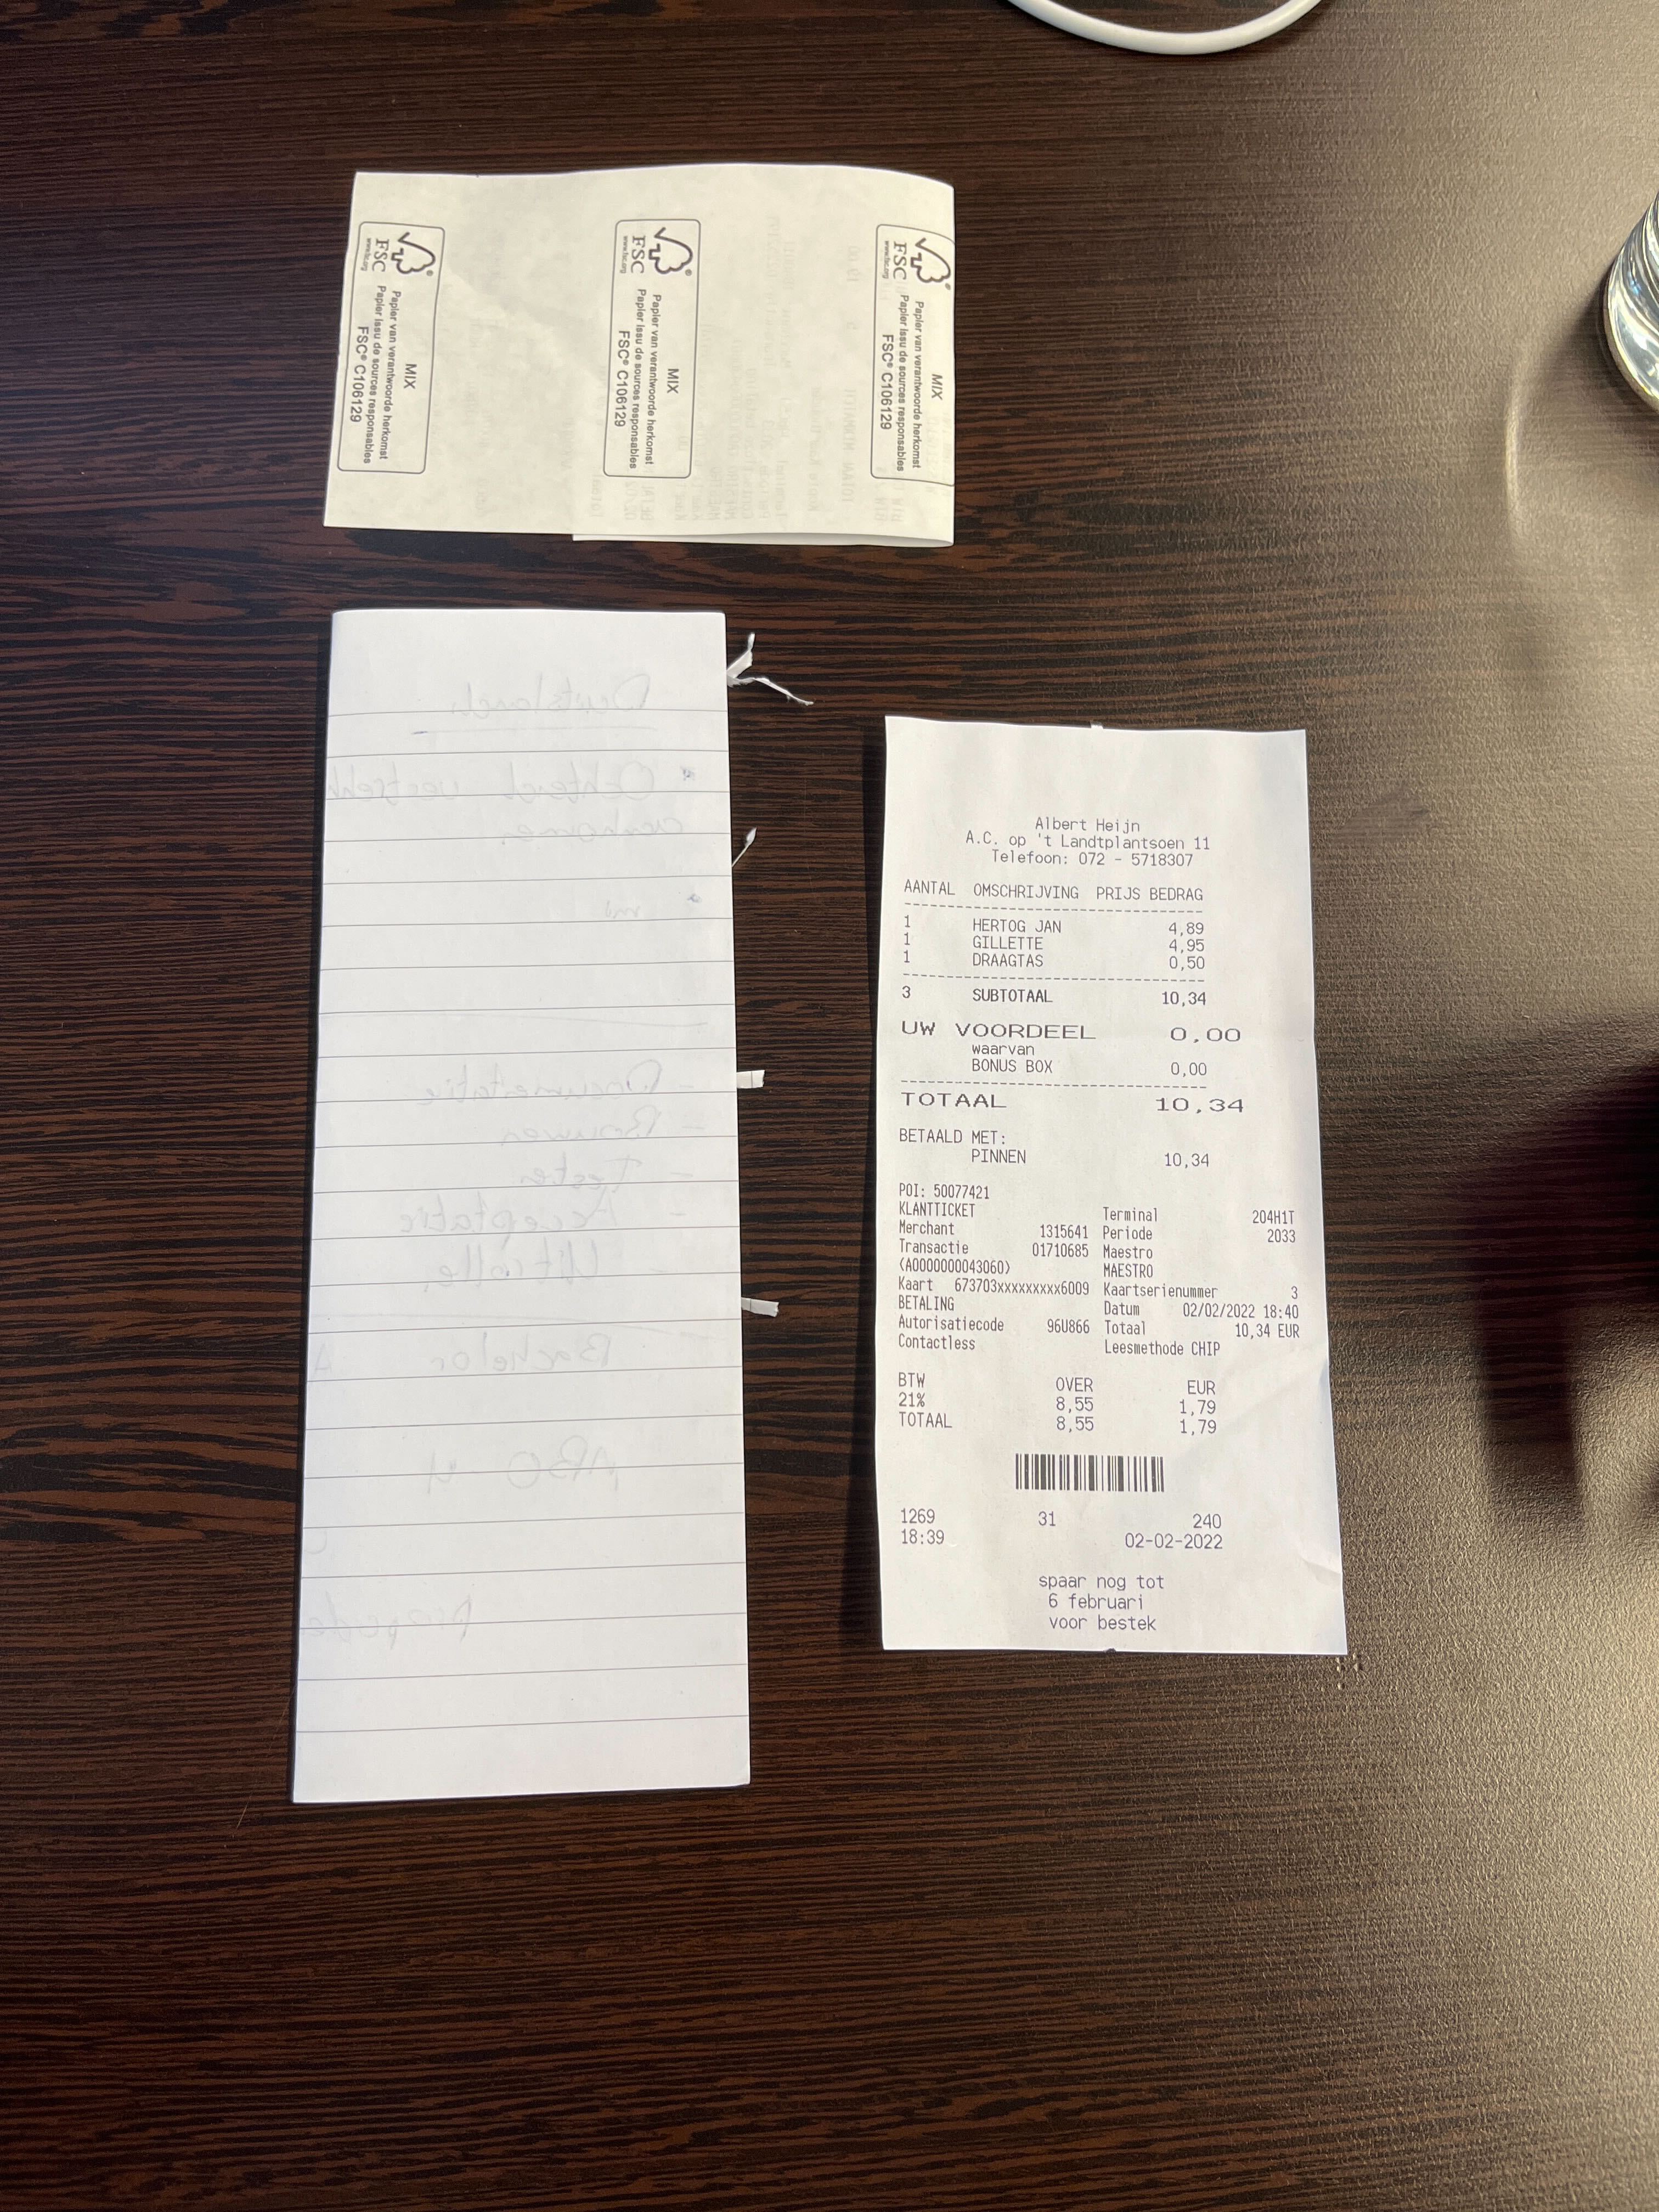 FSC
www.fsc.org
MIX
Papier van verantwoorde herkomst
Papier issu de sources responsables
FSC® C106129
FSC
www.fsc.org
MIX
Papier van verantwoorde herkomst
Papier issu de sources responsables
FSC® C106129
FSC
www.fsc.org
MIX
Papier van verantwoorde herkomst
Papier issu de sources responsables
FSC® C106129
Ochtend
- Documentatie
- Bouwen
- Testen
- Acceptatie
Bachelor A
Albert Heijn
A.C. op 't Landtplantsoen 11
Telefoon: 072 - 5718307
AANTAL OMSCHRIJVING PRIJS BEDRAG
1 HERTOG JAN 4,89
1 GILLETTE 4,95
1 DRAAGTAS 0,50
3 SUBTOTAAL 10,34
UW VOORDEEL 0,00
waarvan
BONUS BOX 0,00
TOTAAL 10,34
BETAALD MET:
PINNEN 10,34
POI: 50077421
KLANTTICKET Terminal 204H1T
Merchant 1315641 Periode 2033
Transactie 01710685 Maestro
(A0000000043060) MAESTRO
Kaart 673703xxxxxxxxx6009 Kaartserienummer 3
BETALING Datum 02/02/2022 18:40
Autorisatiecode 96U866 Totaal 10,34 EUR
Contactless Leesmethode CHIP
BTW OVER EUR
21% 8,55 1,79
TOTAAL 8,55 1,79
1269 31 240
18:39 02-02-2022
spaar nog tot
6 februari
voor bestek